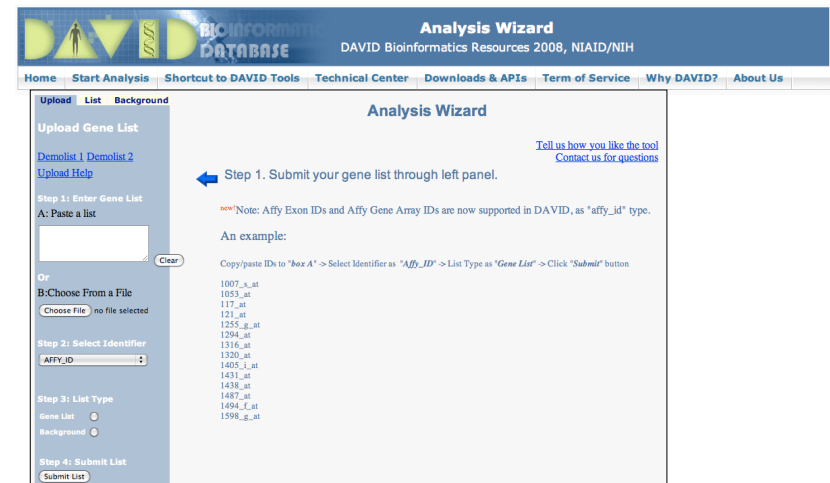 DAVID BIOINFORMATICS DATABASE
Analysis Wizard
DAVID Bioinformatics Resources 2008, NIAID/NIH
Home Start Analysis Shortcut to DAVID Tools Technical Center Downloads & APIs Term of Service Why DAVID? About Us
Upload List Background
Upload Gene List
Demolist 1 Demolist 2
Upload Help
Step 1: Enter Gene List
A: Paste a list
Clear
Or
B:Choose From a File
Choose File no file selected
Step 2: Select Identifier
AFFY_ID
Step 3: List Type
Gene List
Background
Step 4: Submit List
Submit List
Analysis Wizard
Tell us how you like the tool
Contact us for questions
Step 1. Submit your gene list through left panel.
new!Note: Affy Exon IDs and Affy Gene Array IDs are now supported in DAVID, as "affy_id" type.
An example:
Copy/paste IDs to "box A" -> Select Identifier as "Affy_ID" -> List Type as "Gene List" -> Click "Submit" button
1007_s_at
1053_at
117_at
121_at
1255_g_at
1294_at
1316_at
1320_at
1405_i_at
1431_at
1438_at
1487_at
1494_f_at
1598_g_at